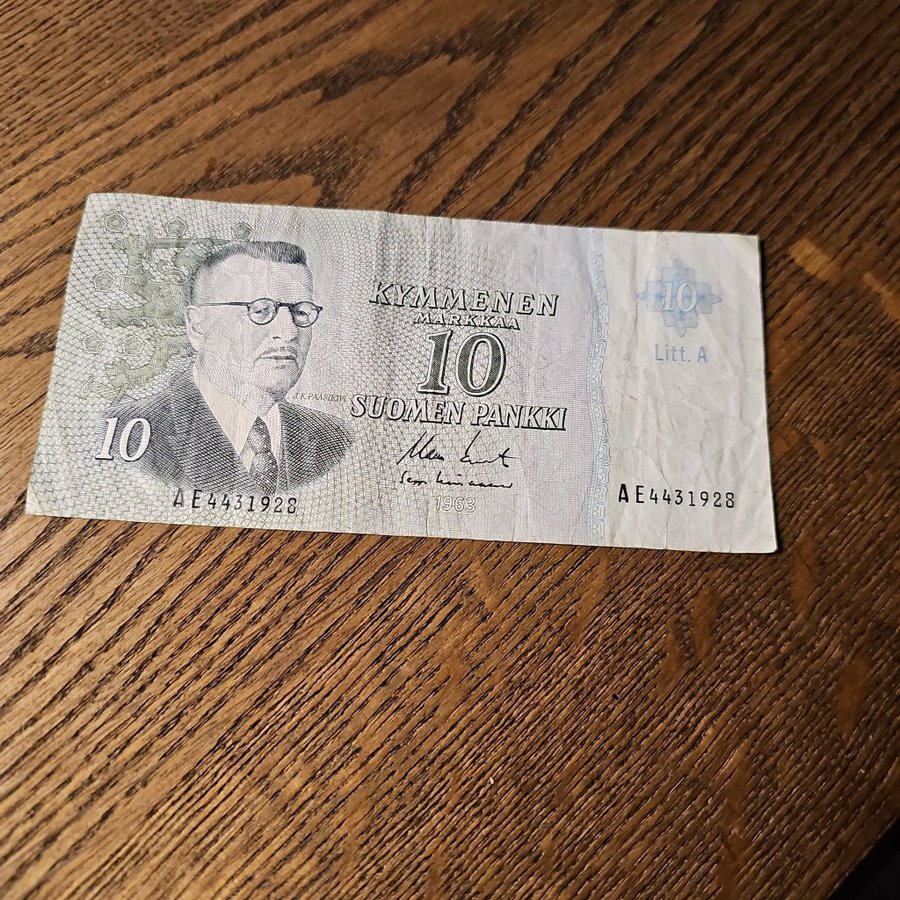 KYMMENEN
MARKKAA
10
SUOMEN PANKKI
J.K.PAASIKIVI
10
AE4431928
1963
10
Litt. A
AE4431928